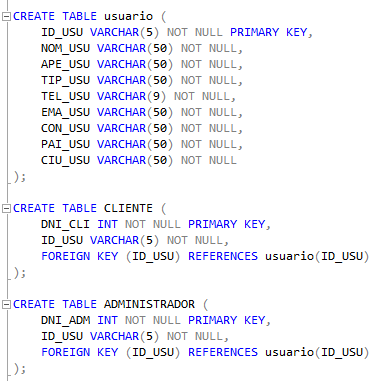 CREATE TABLE usuario (
    ID_USU VARCHAR(5) NOT NULL PRIMARY KEY,
    NOM_USU VARCHAR(50) NOT NULL,
    APE_USU VARCHAR(50) NOT NULL,
    TIP_USU VARCHAR(50) NOT NULL,
    TEL_USU VARCHAR(9) NOT NULL,
    EMA_USU VARCHAR(50) NOT NULL,
    CON_USU VARCHAR(50) NOT NULL,
    PAI_USU VARCHAR(50) NOT NULL,
    CIU_USU VARCHAR(50) NOT NULL
);
CREATE TABLE CLIENTE (
    DNI_CLI INT NOT NULL PRIMARY KEY,
    ID_USU VARCHAR(5) NOT NULL,
    FOREIGN KEY (ID_USU) REFERENCES usuario(ID_USU)
);
CREATE TABLE ADMINISTRADOR (
    DNI_ADM INT NOT NULL PRIMARY KEY,
    ID_USU VARCHAR(5) NOT NULL,
    FOREIGN KEY (ID_USU) REFERENCES usuario(ID_USU)
);